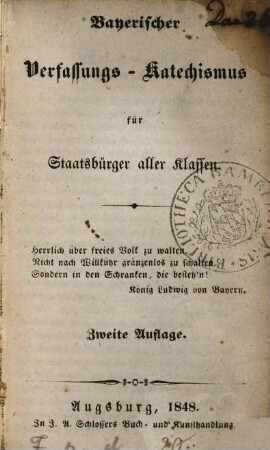 Bayerischer
Verfassungs - Katechismus
für
Staatsbürger aller Klassen.
BIBLIOTHECA
Herrlich über freies Volk zu walten,
Nicht nach Willkühr gränzenlos zu schalten,
Sondern in den Schranken, die besteh'n!
König Ludwig von Bayern.
Zweite Auflage.
Augsburg, 1848.
In J. A. Schlossers Buch- und Kunsthandlung.